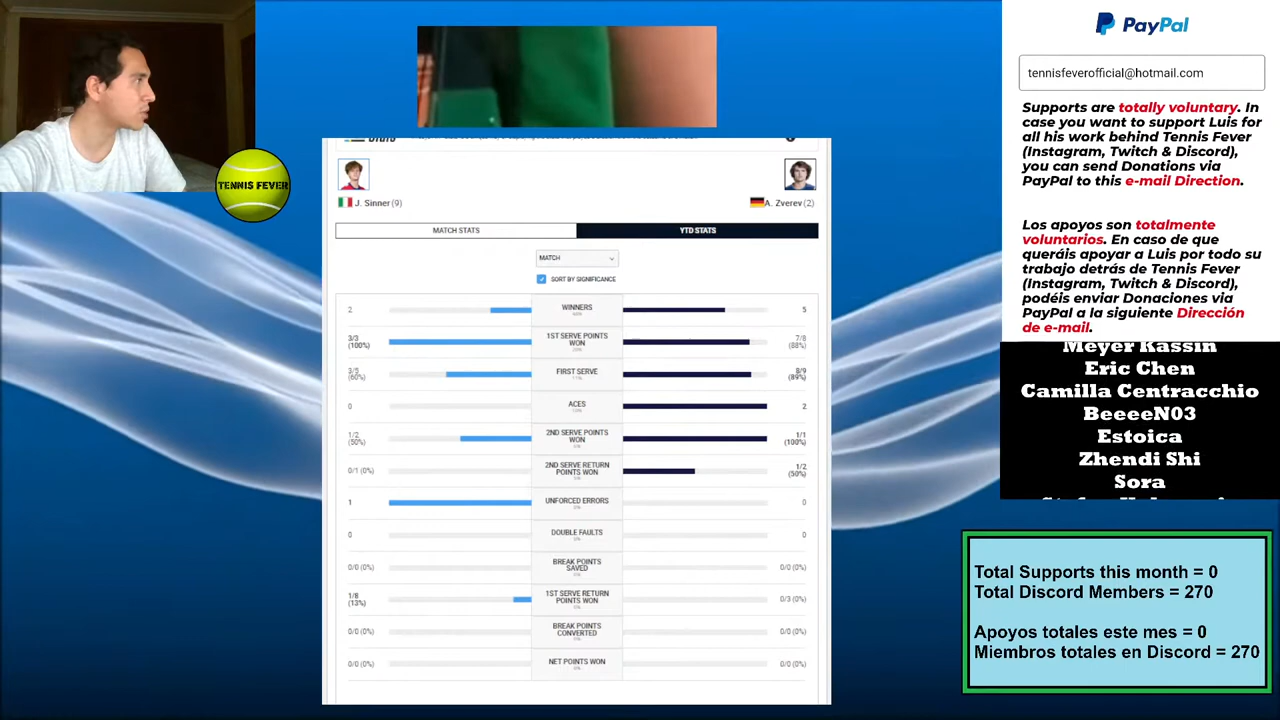 TENNIS FEVER
J. Sinner (9)
A. Zverev (2)
MATCH STATS
YTD STATS
MATCH
SORT BY SIGNIFICANCE
2
WINNERS
5
3/3
(100%)
1ST SERVE POINTS
WON
7/8
(88%)
3/5
(60%)
FIRST SERVE
8/9
(89%)
0
ACES
2
1/2
(50%)
2ND SERVE POINTS
WON
1/1
(100%)
0/1 (0%)
2ND SERVE RETURN
POINTS WON
1/2
(50%)
1
UNFORCED ERRORS
0
0
DOUBLE FAULTS
0
0/0 (0%)
BREAK POINTS
SAVED
0/0 (0%)
1/8
(13%)
1ST SERVE RETURN
POINTS WON
0/3 (0%)
0/0 (0%)
BREAK POINTS
CONVERTED
0/0 (0%)
0/0 (0%)
NET POINTS WON
0/0 (0%)
PayPal
tennisfeverofficial@hotmail.com
Supports are totally voluntary. In
case you want to support Luis for
all his work behind Tennis Fever
(Instagram, Twitch & Discord),
you can send Donations via
PayPal to this e-mail Direction.
Los apoyos son totalmente
voluntarios. En caso de que
queráis apoyar a Luis por todo su
trabajo detrás de Tennis Fever
(Instagram, Twitch & Discord),
podéis enviar Donaciones vía
PayPal a la siguiente Dirección
de e-mail.
Meyer Kassin
Eric Chen
Camilla Centracchio
BeeeeN03
Estoica
Zhendi Shi
Sora
Total Supports this month = 0
Total Discord Members = 270
Apoyos totales este mes = 0
Miembros totales en Discord = 270